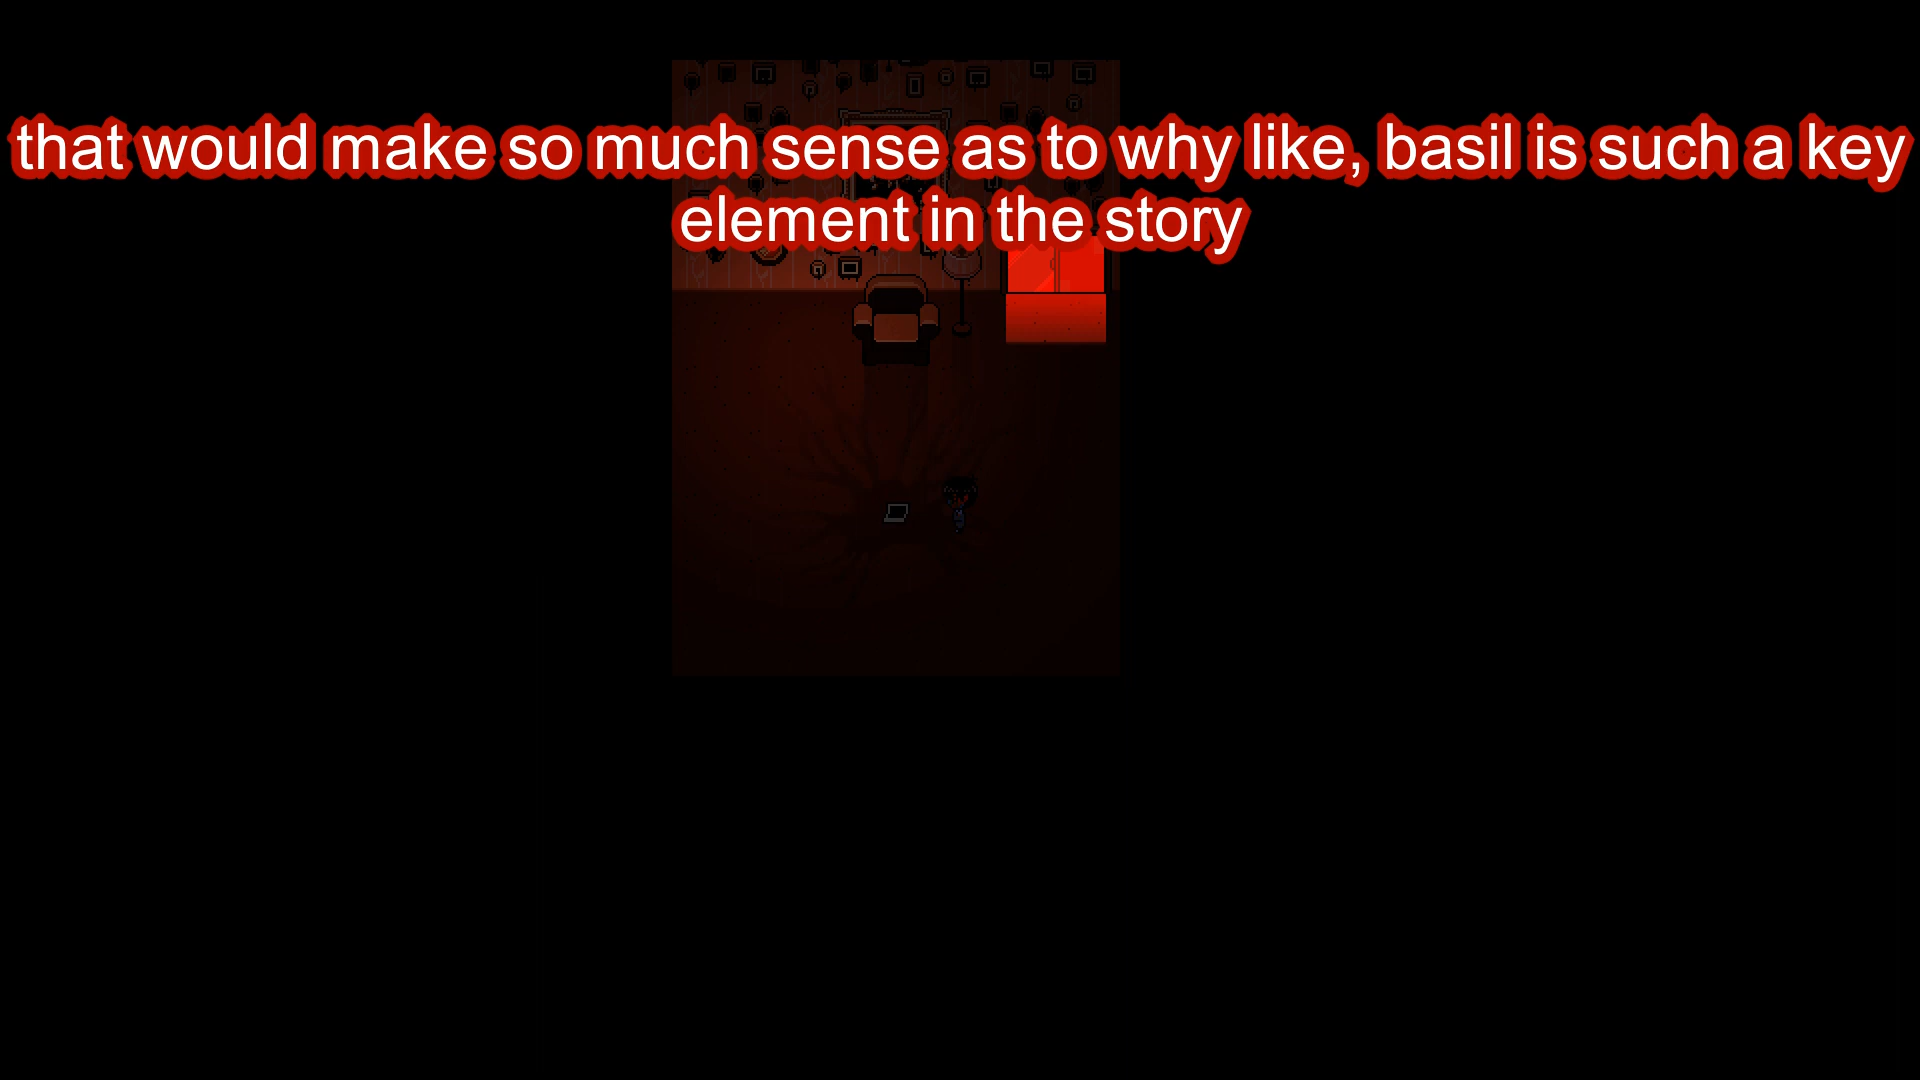 that would make so much sense as to why like, basil is such a key
element in the story